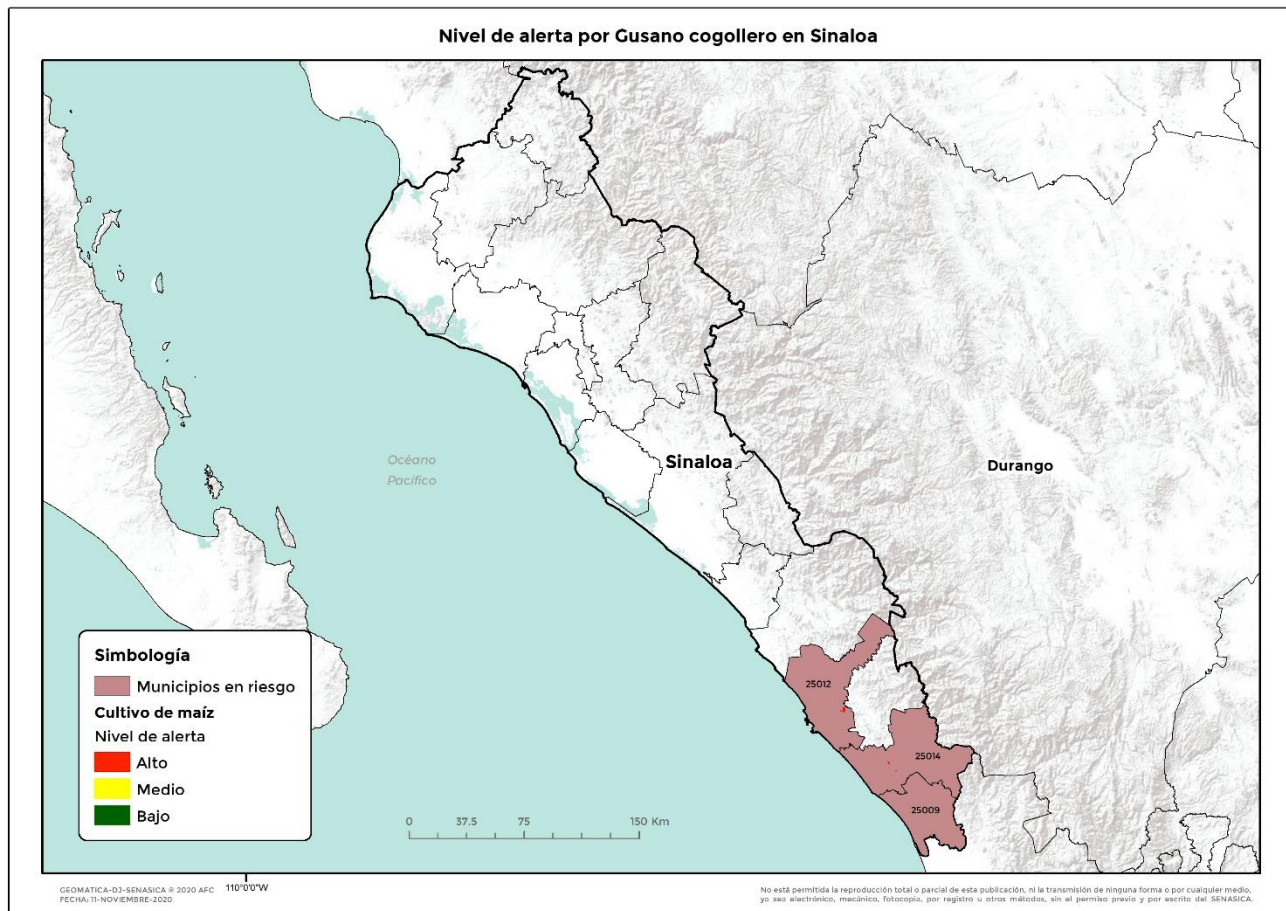 Nivel de alerta por Gusano cogollero en Sinaloa
Océano
Pacífico
Sinaloa
Durango
25012
25014
25009
Simbología
Municipios en riesgo
Cultivo de maíz
Nivel de alerta
Alto
Medio
Bajo
0 37.5 75 150 Km
GEOMATICA-DJ-SENASICA ® 2020 AFC
FECHA: 11-NOVIEMBRE-2020
110°0'0"W
No está permitida la reproducción total o parcial de esta publicación, ni la transmisión de ninguna forma o por cualquier medio,
ya sea electrónico, mecánico, fotocopia, por registro u otros métodos, sin el permiso previo y por escrito del SENASICA.